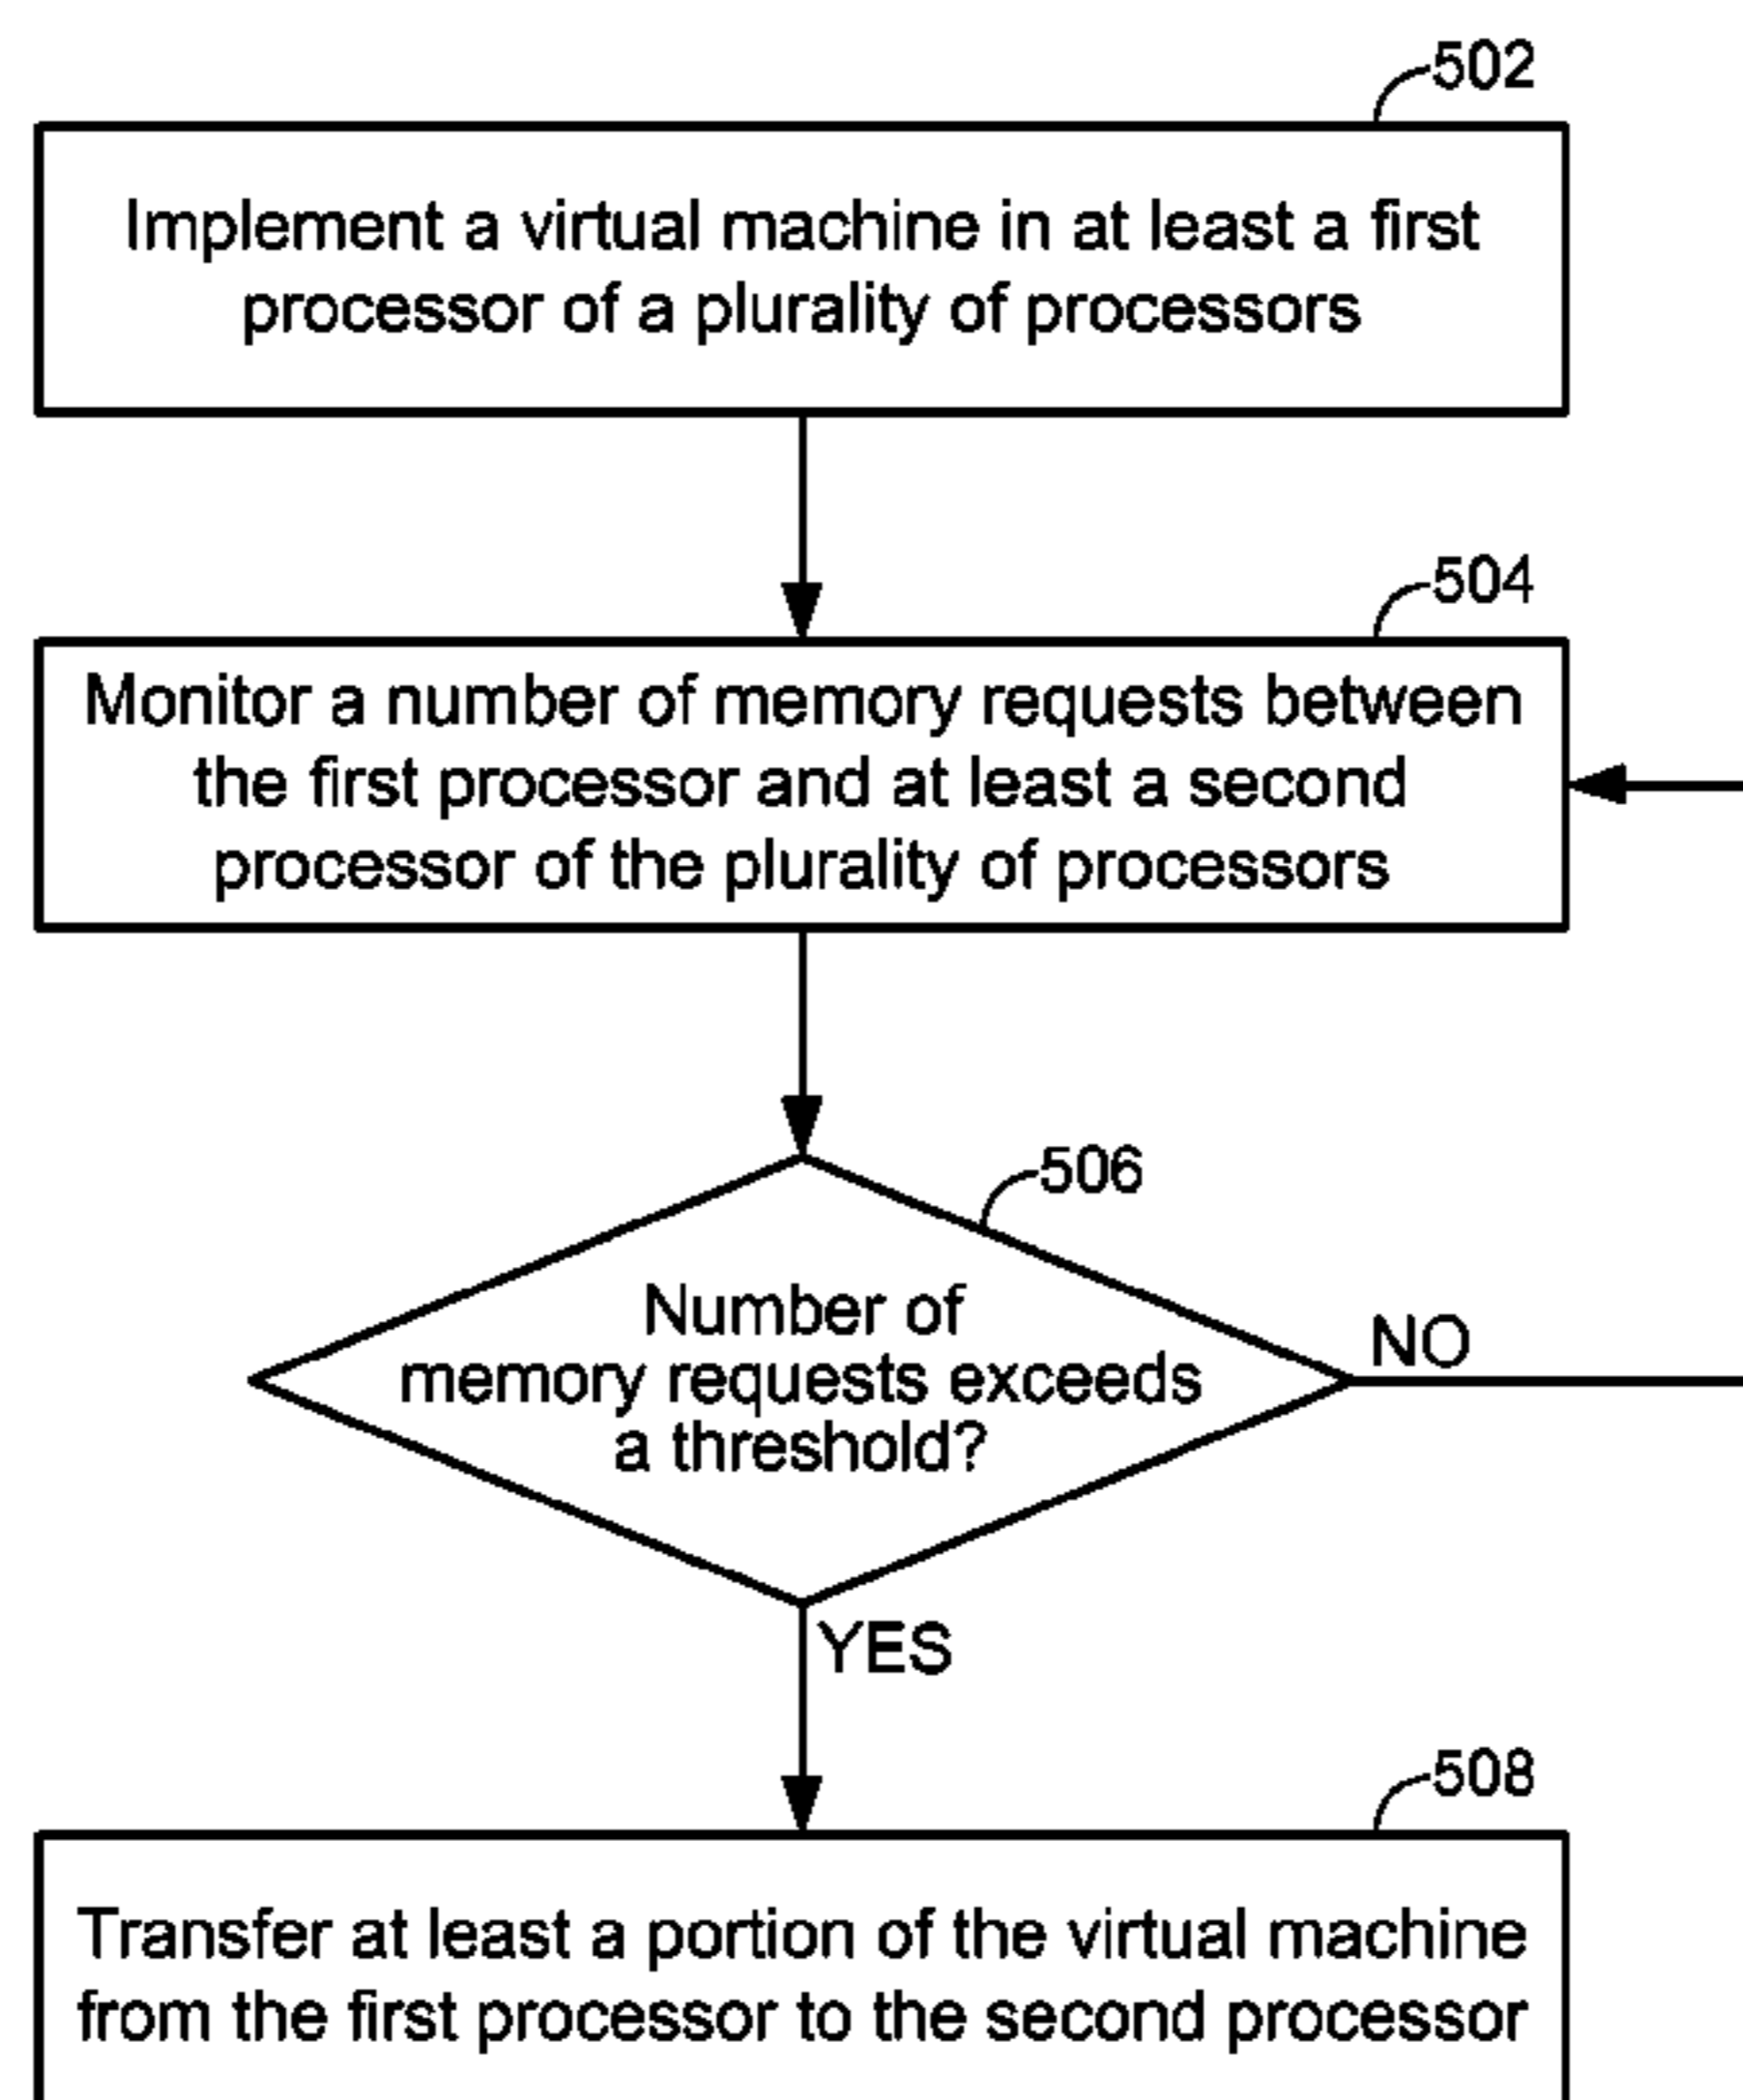 502
Implement a virtual machine in at least a first
processor of a plurality of processors
504
Monitor a number of memory requests between
the first processor and at least a second
processor of the plurality of processors
506
Number of
memory requests exceeds
a threshold?
NO
YES
508
Transfer at least a portion of the virtual machine
from the first processor to the second processor